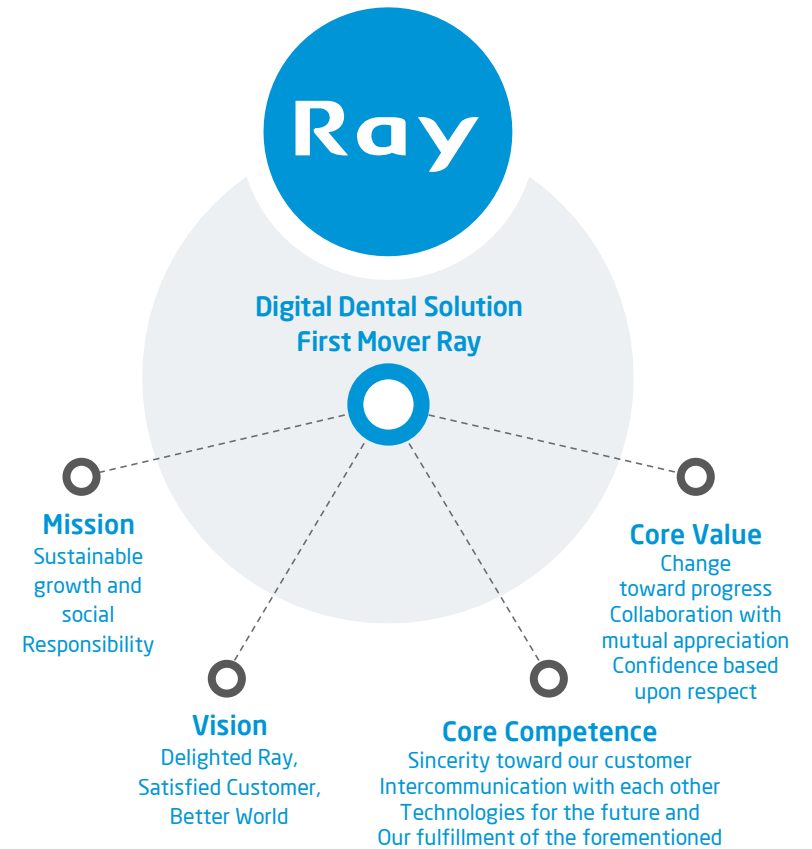 Ray
Digital Dental Solution
First Mover Ray
Mission
Sustainable
growth and
social
Responsibility
Vision
Delighted Ray,
Satisfied Customer,
Better World
Core Competence
Sincerity toward our customer
Intercommunication with each other
Technologies for the future and
Our fulfillment of the forementioned
Core Value
Change
toward progress
Collaboration with
mutual appreciation
Confidence based
upon respect